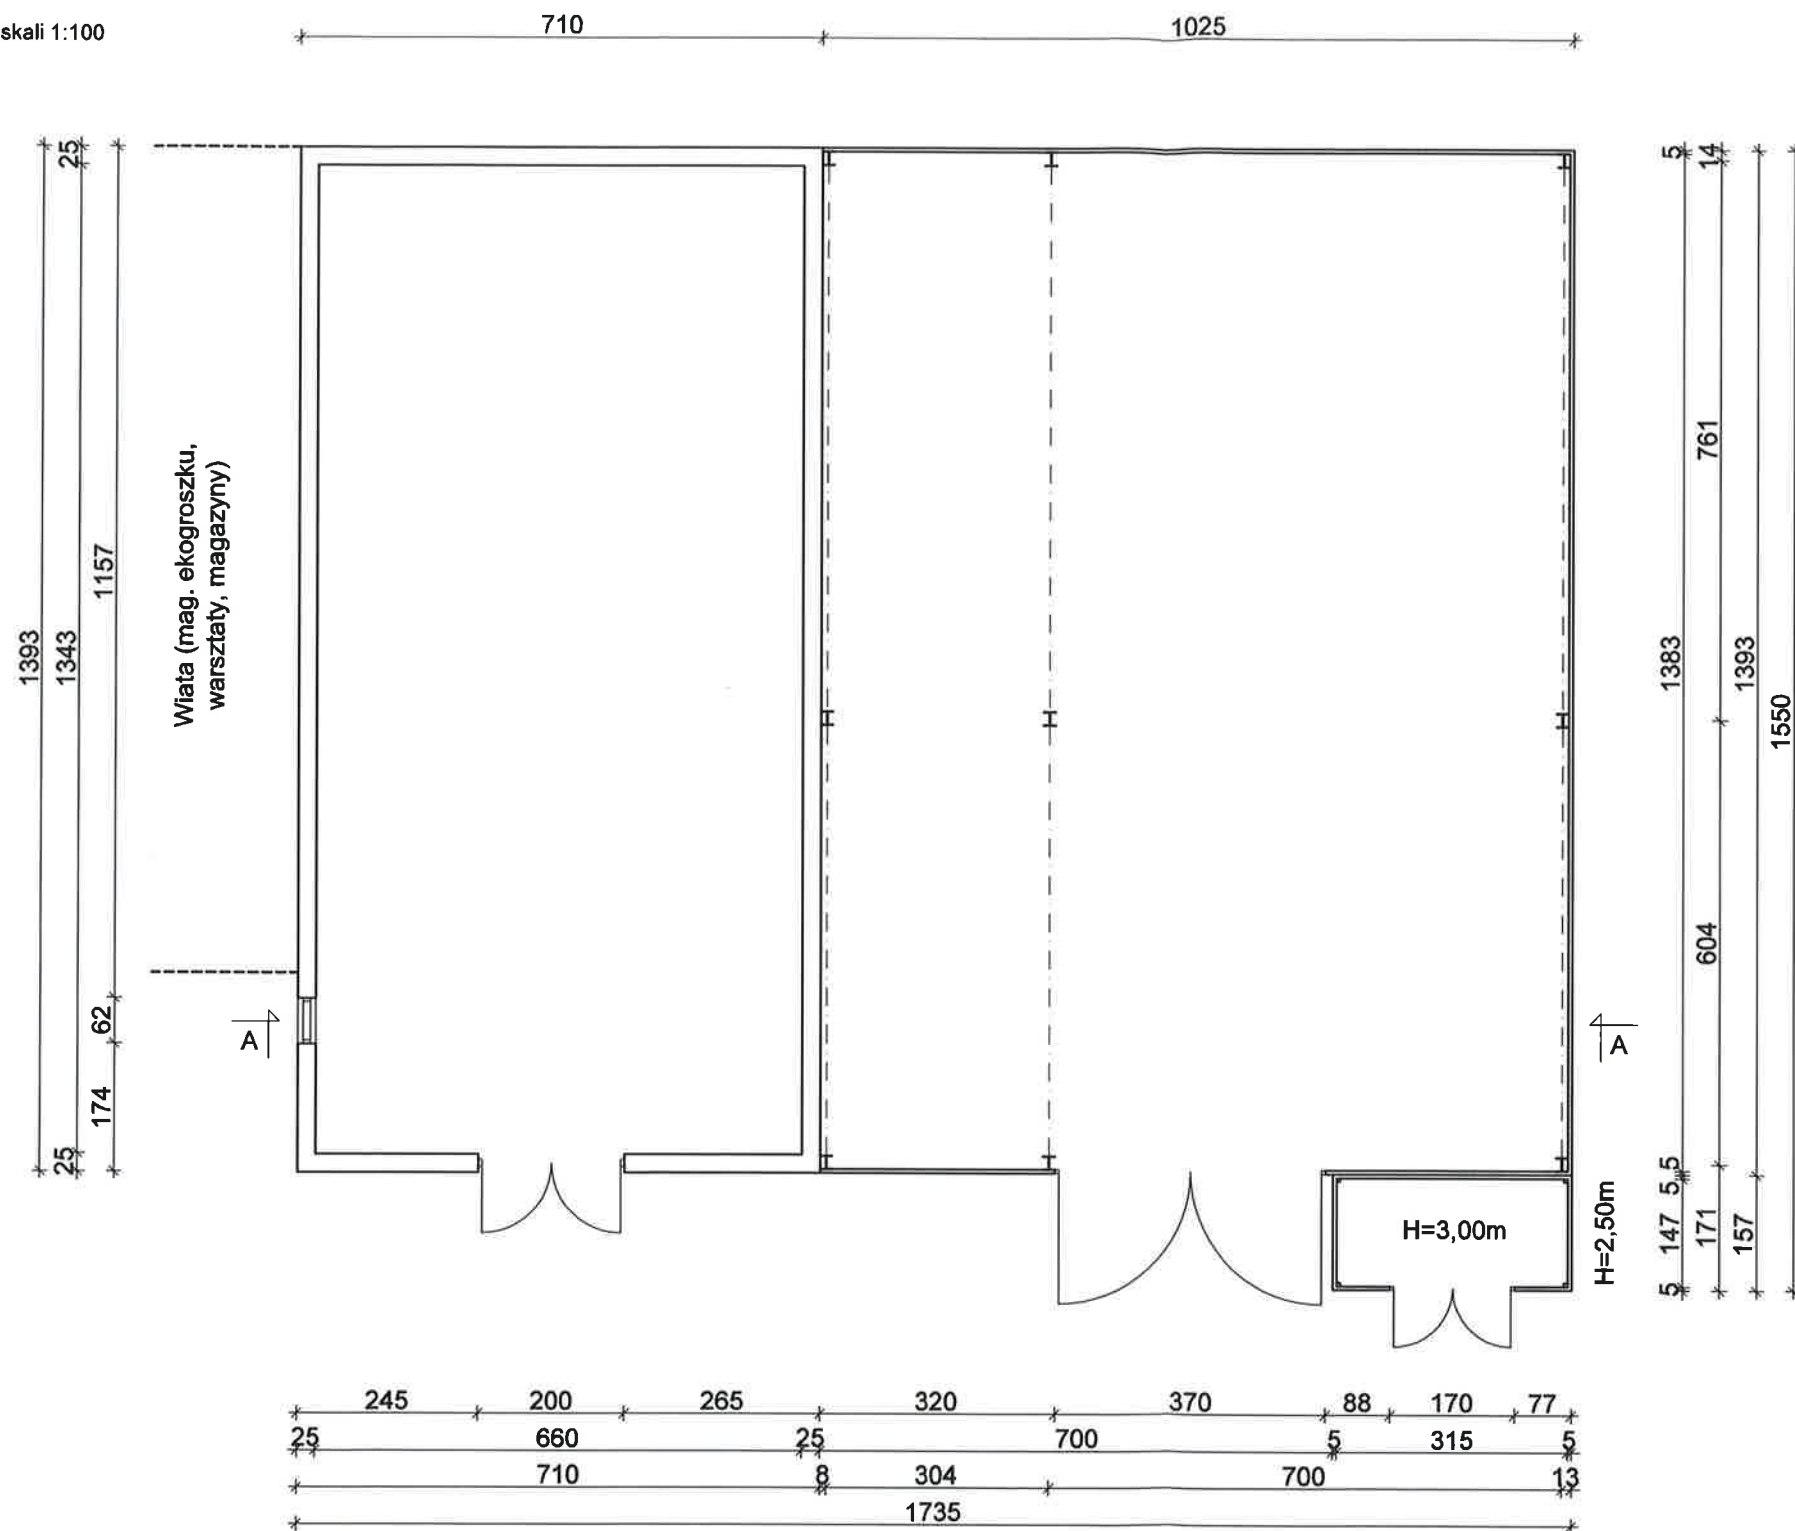 skali 1:100
710
1025
25
1157
1343
1393
62
174
25
Wiata (mag. ekogroszku,
warsztaty, magazyny)
5
14
761
1383
1393
1550
604
5
5
147
171
157
5
A
A
H=3,00m
H=2,50m
245 200 265 320 370 88 170 77
25 660 25 700 5 315 5
710 8 304 700 13
1735